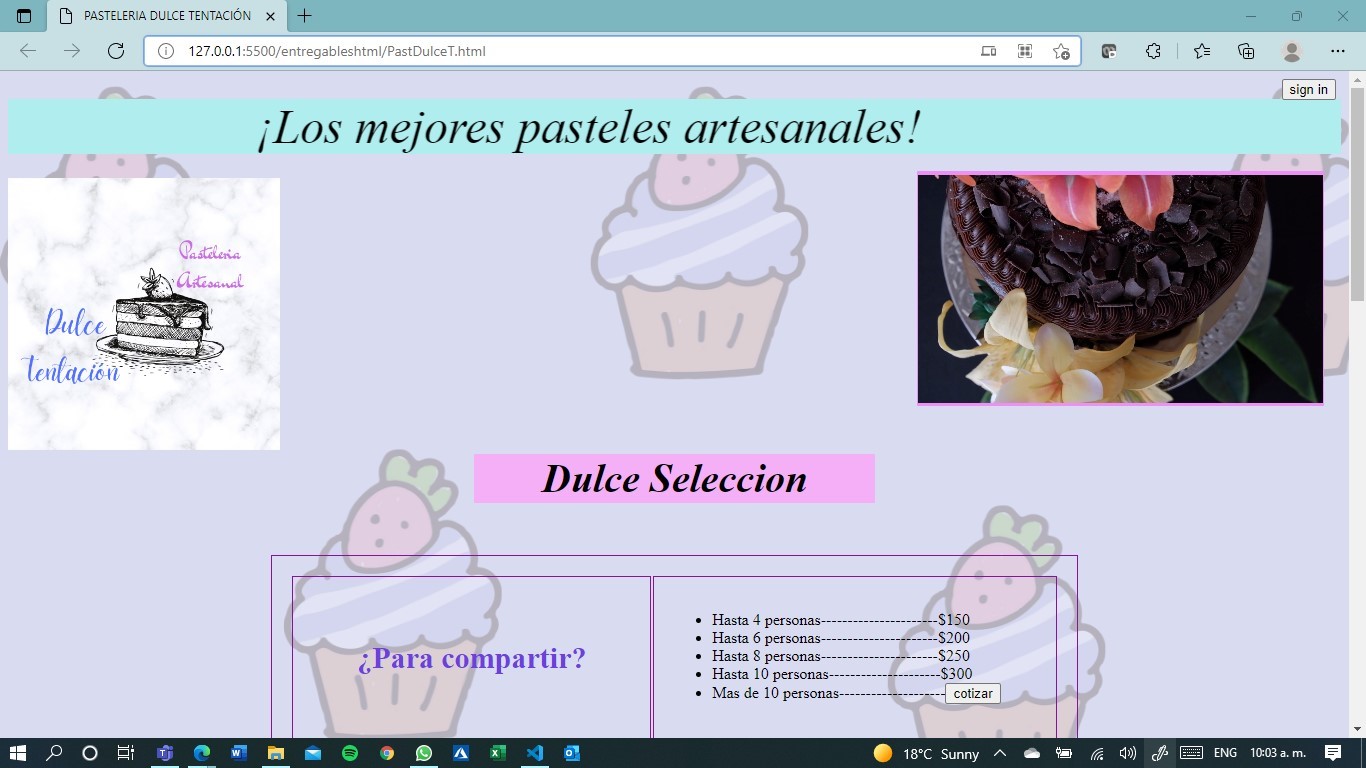 PASTELERIA DULCE TENTACIÓN
127.0.0.1:5500/entregableshtml/PastDulceT.html
sign in
¡Los mejores pasteles artesanales!
Pasteleria
Artesanal
Dulce
Tentación
Dulce Seleccion
¿Para compartir?
Hasta 4 personas----------------------$150
Hasta 6 personas----------------------$200
Hasta 8 personas----------------------$250
Hasta 10 personas---------------------$300
Mas de 10 personas--------------------cotizar
18°C Sunny
ENG
10:03 a. m.